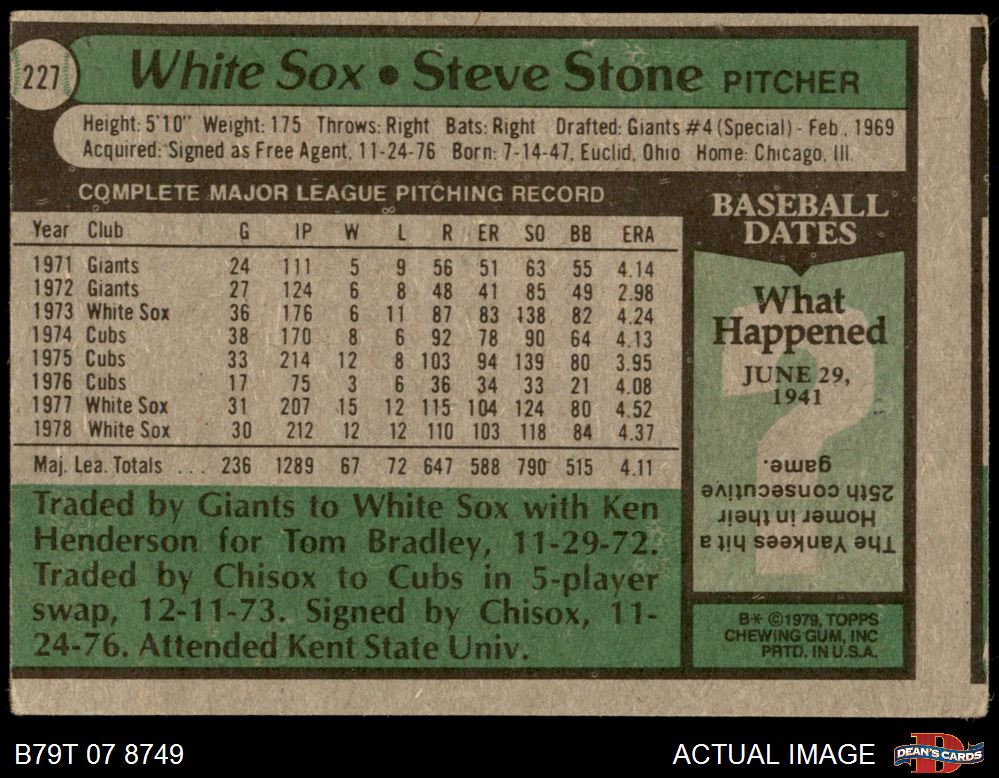 227
White Sox • Steve Stone PITCHER
Height: 5'10" Weight: 175 Throws: Right Bats: Right Drafted: Giants #4 (Special) - Feb., 1969
Acquired: Signed as Free Agent, 11-24-76 Born: 7-14-47, Euclid, Ohio Home: Chicago, Ill.
COMPLETE MAJOR LEAGUE PITCHING RECORD
Year Club G IP W L R ER SO BB ERA
1971 Giants 24 111 5 9 56 51 63 55 4.14
1972 Giants 27 124 6 8 48 41 85 49 2.98
1973 White Sox 36 176 6 11 87 83 138 82 4.24
1974 Cubs 38 170 8 6 92 78 90 64 4.13
1975 Cubs 33 214 12 8 103 94 139 80 3.95
1976 Cubs 17 75 3 6 36 34 33 21 4.08
1977 White Sox 31 207 15 12 115 104 124 80 4.52
1978 White Sox 30 212 12 12 110 103 118 84 4.37
Maj. Lea. Totals ... 236 1289 67 72 647 588 790 515 4.11
Traded by Giants to White Sox with Ken
Henderson for Tom Bradley, 11-29-72.
Traded by Chisox to Cubs in 5-player
swap, 12-11-73. Signed by Chisox, 11-
24-76. Attended Kent State Univ.
BASEBALL
DATES
What
Happened
JUNE 29,
1941
?
The Yankees hit a
Homer in their
25th consecutive
game.
B* ©1979, TOPPS
CHEWING GUM, INC
PRTD. IN U.S.A.
B79T 07 8749
ACTUAL IMAGE
DEAN'S CARDS